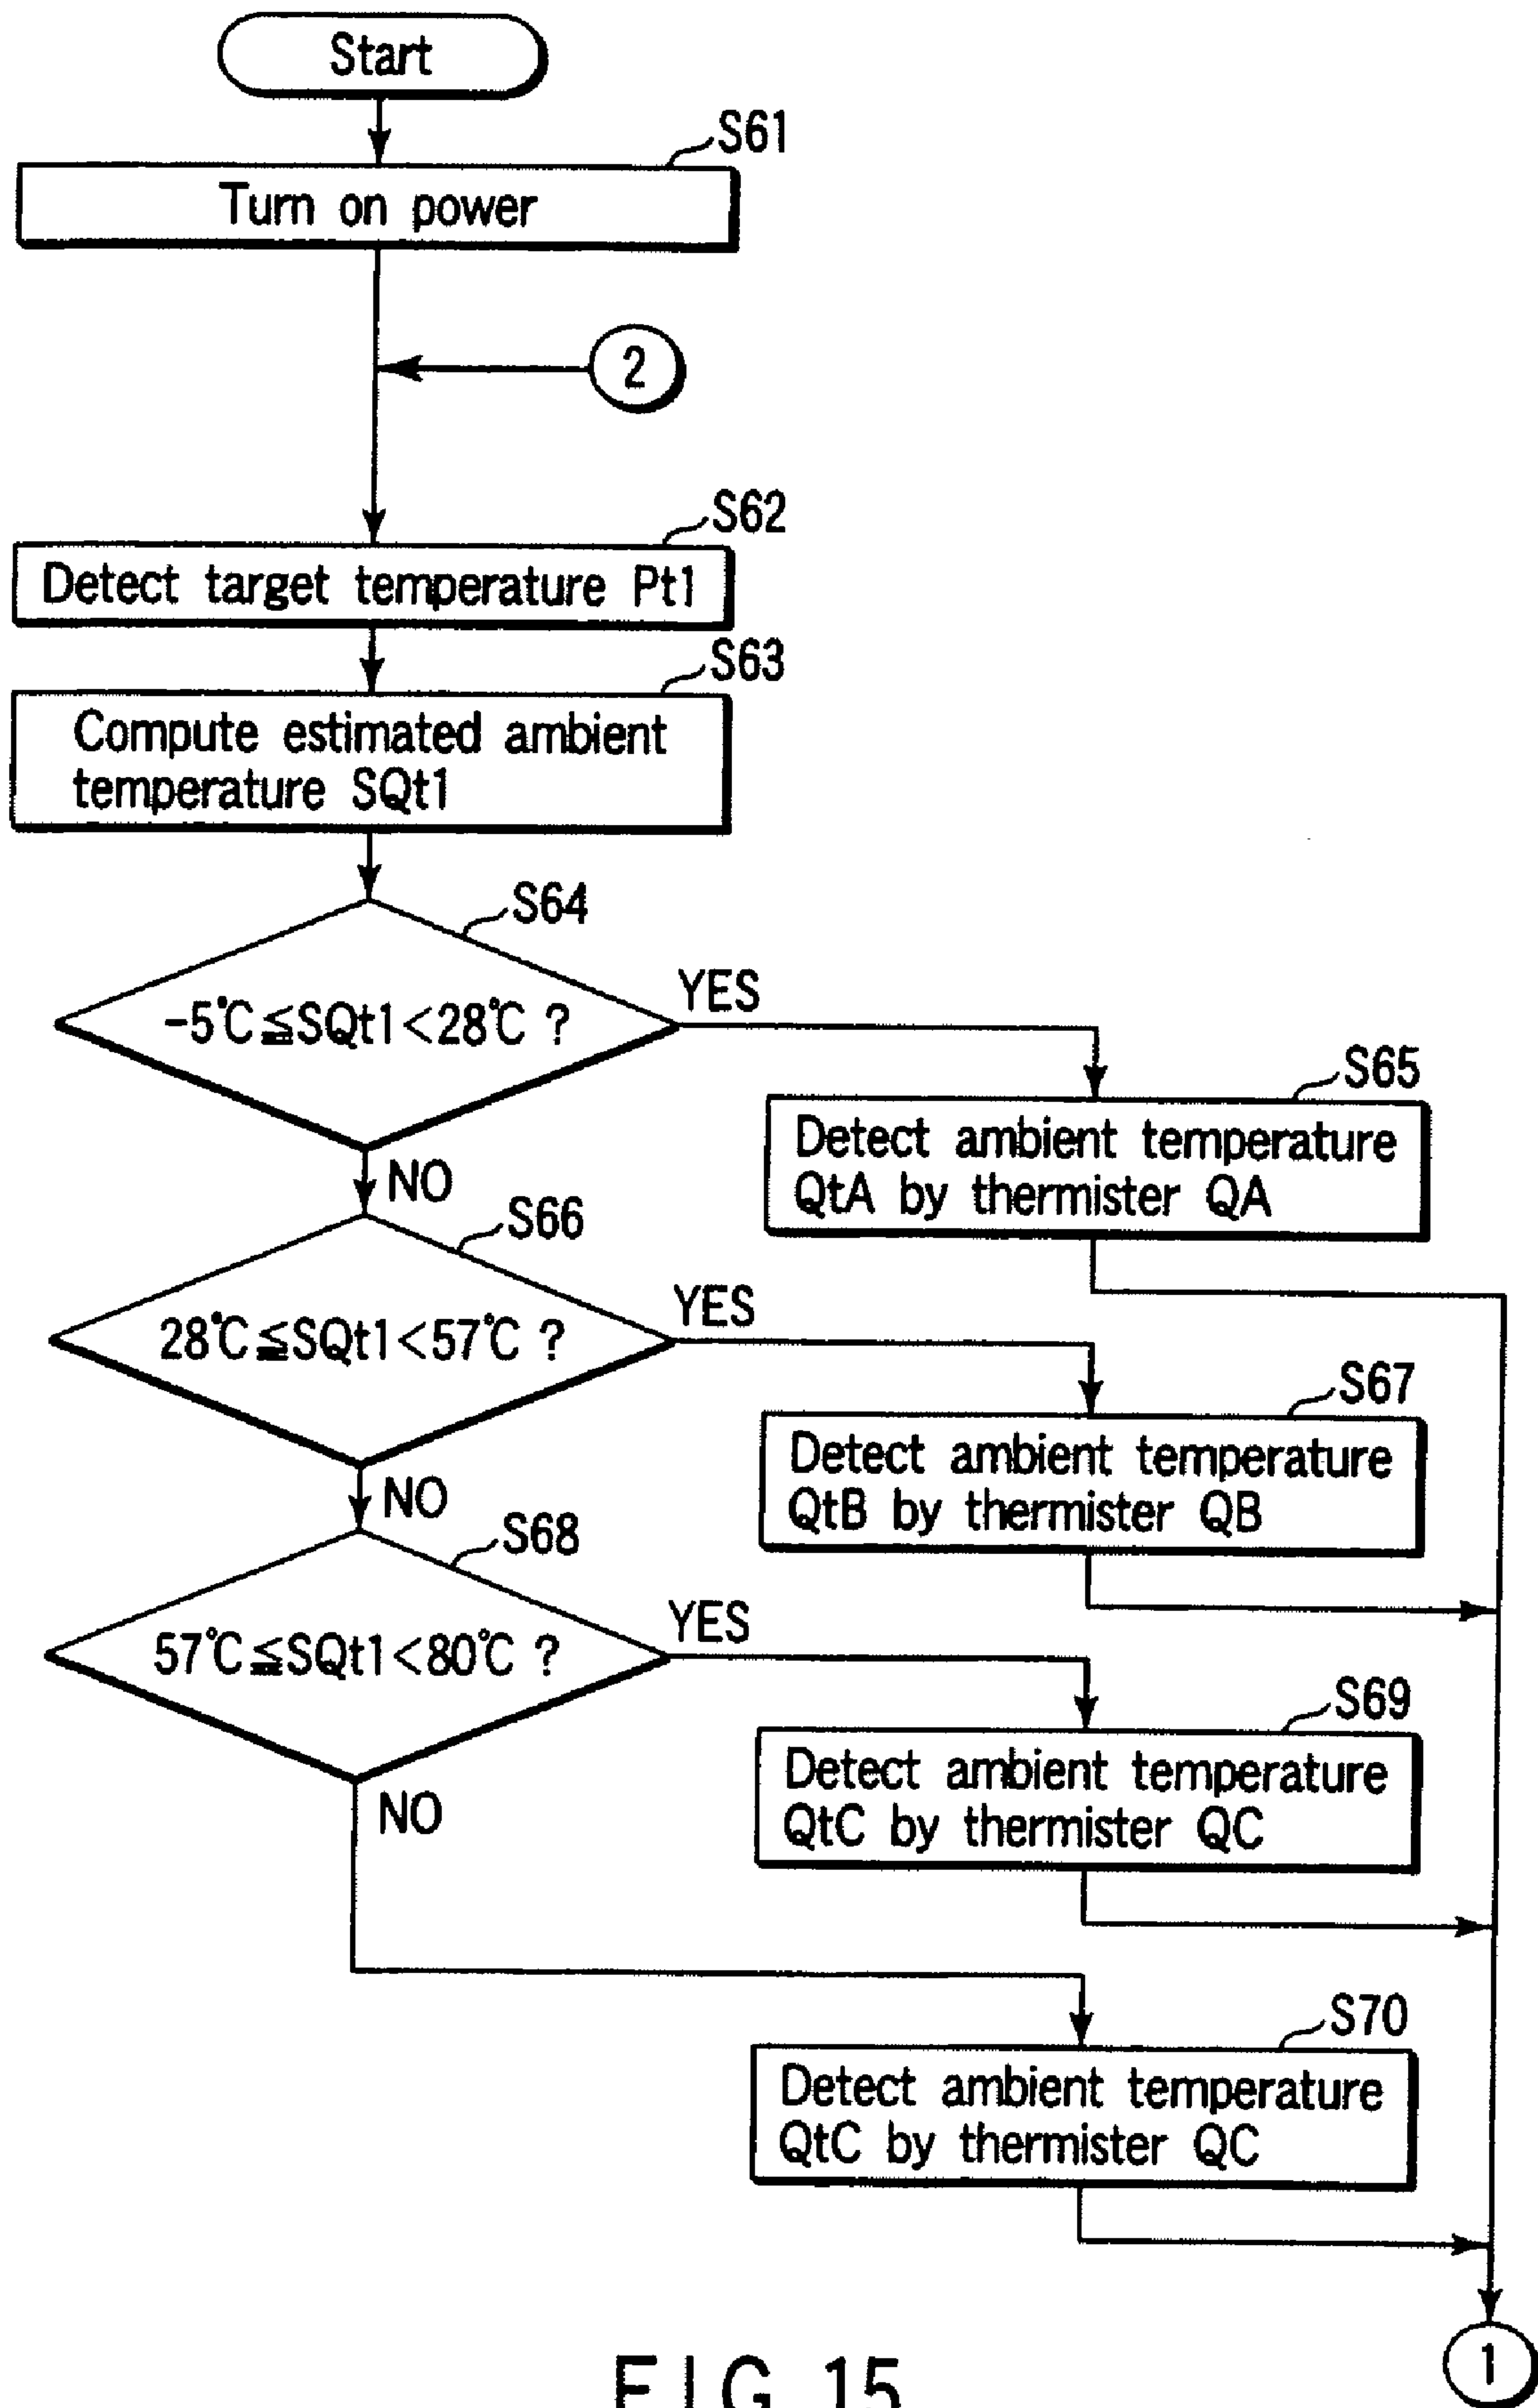 Start
S61
Turn on power
2
S62
Detect target temperature Pt1
S63
Compute estimated ambient
temperature SQt1
S64
-5℃≦SQt1<28℃ ?
YES
NO
S65
Detect ambient temperature
QtA by thermister QA
S66
28℃≦SQt1<57℃ ?
YES
NO
S67
Detect ambient temperature
QtB by thermister QB
S68
57℃≦SQt1<80℃ ?
YES
NO
S69
Detect ambient temperature
QtC by thermister QC
S70
Detect ambient temperature
QtC by thermister QC
1
FIG. 15